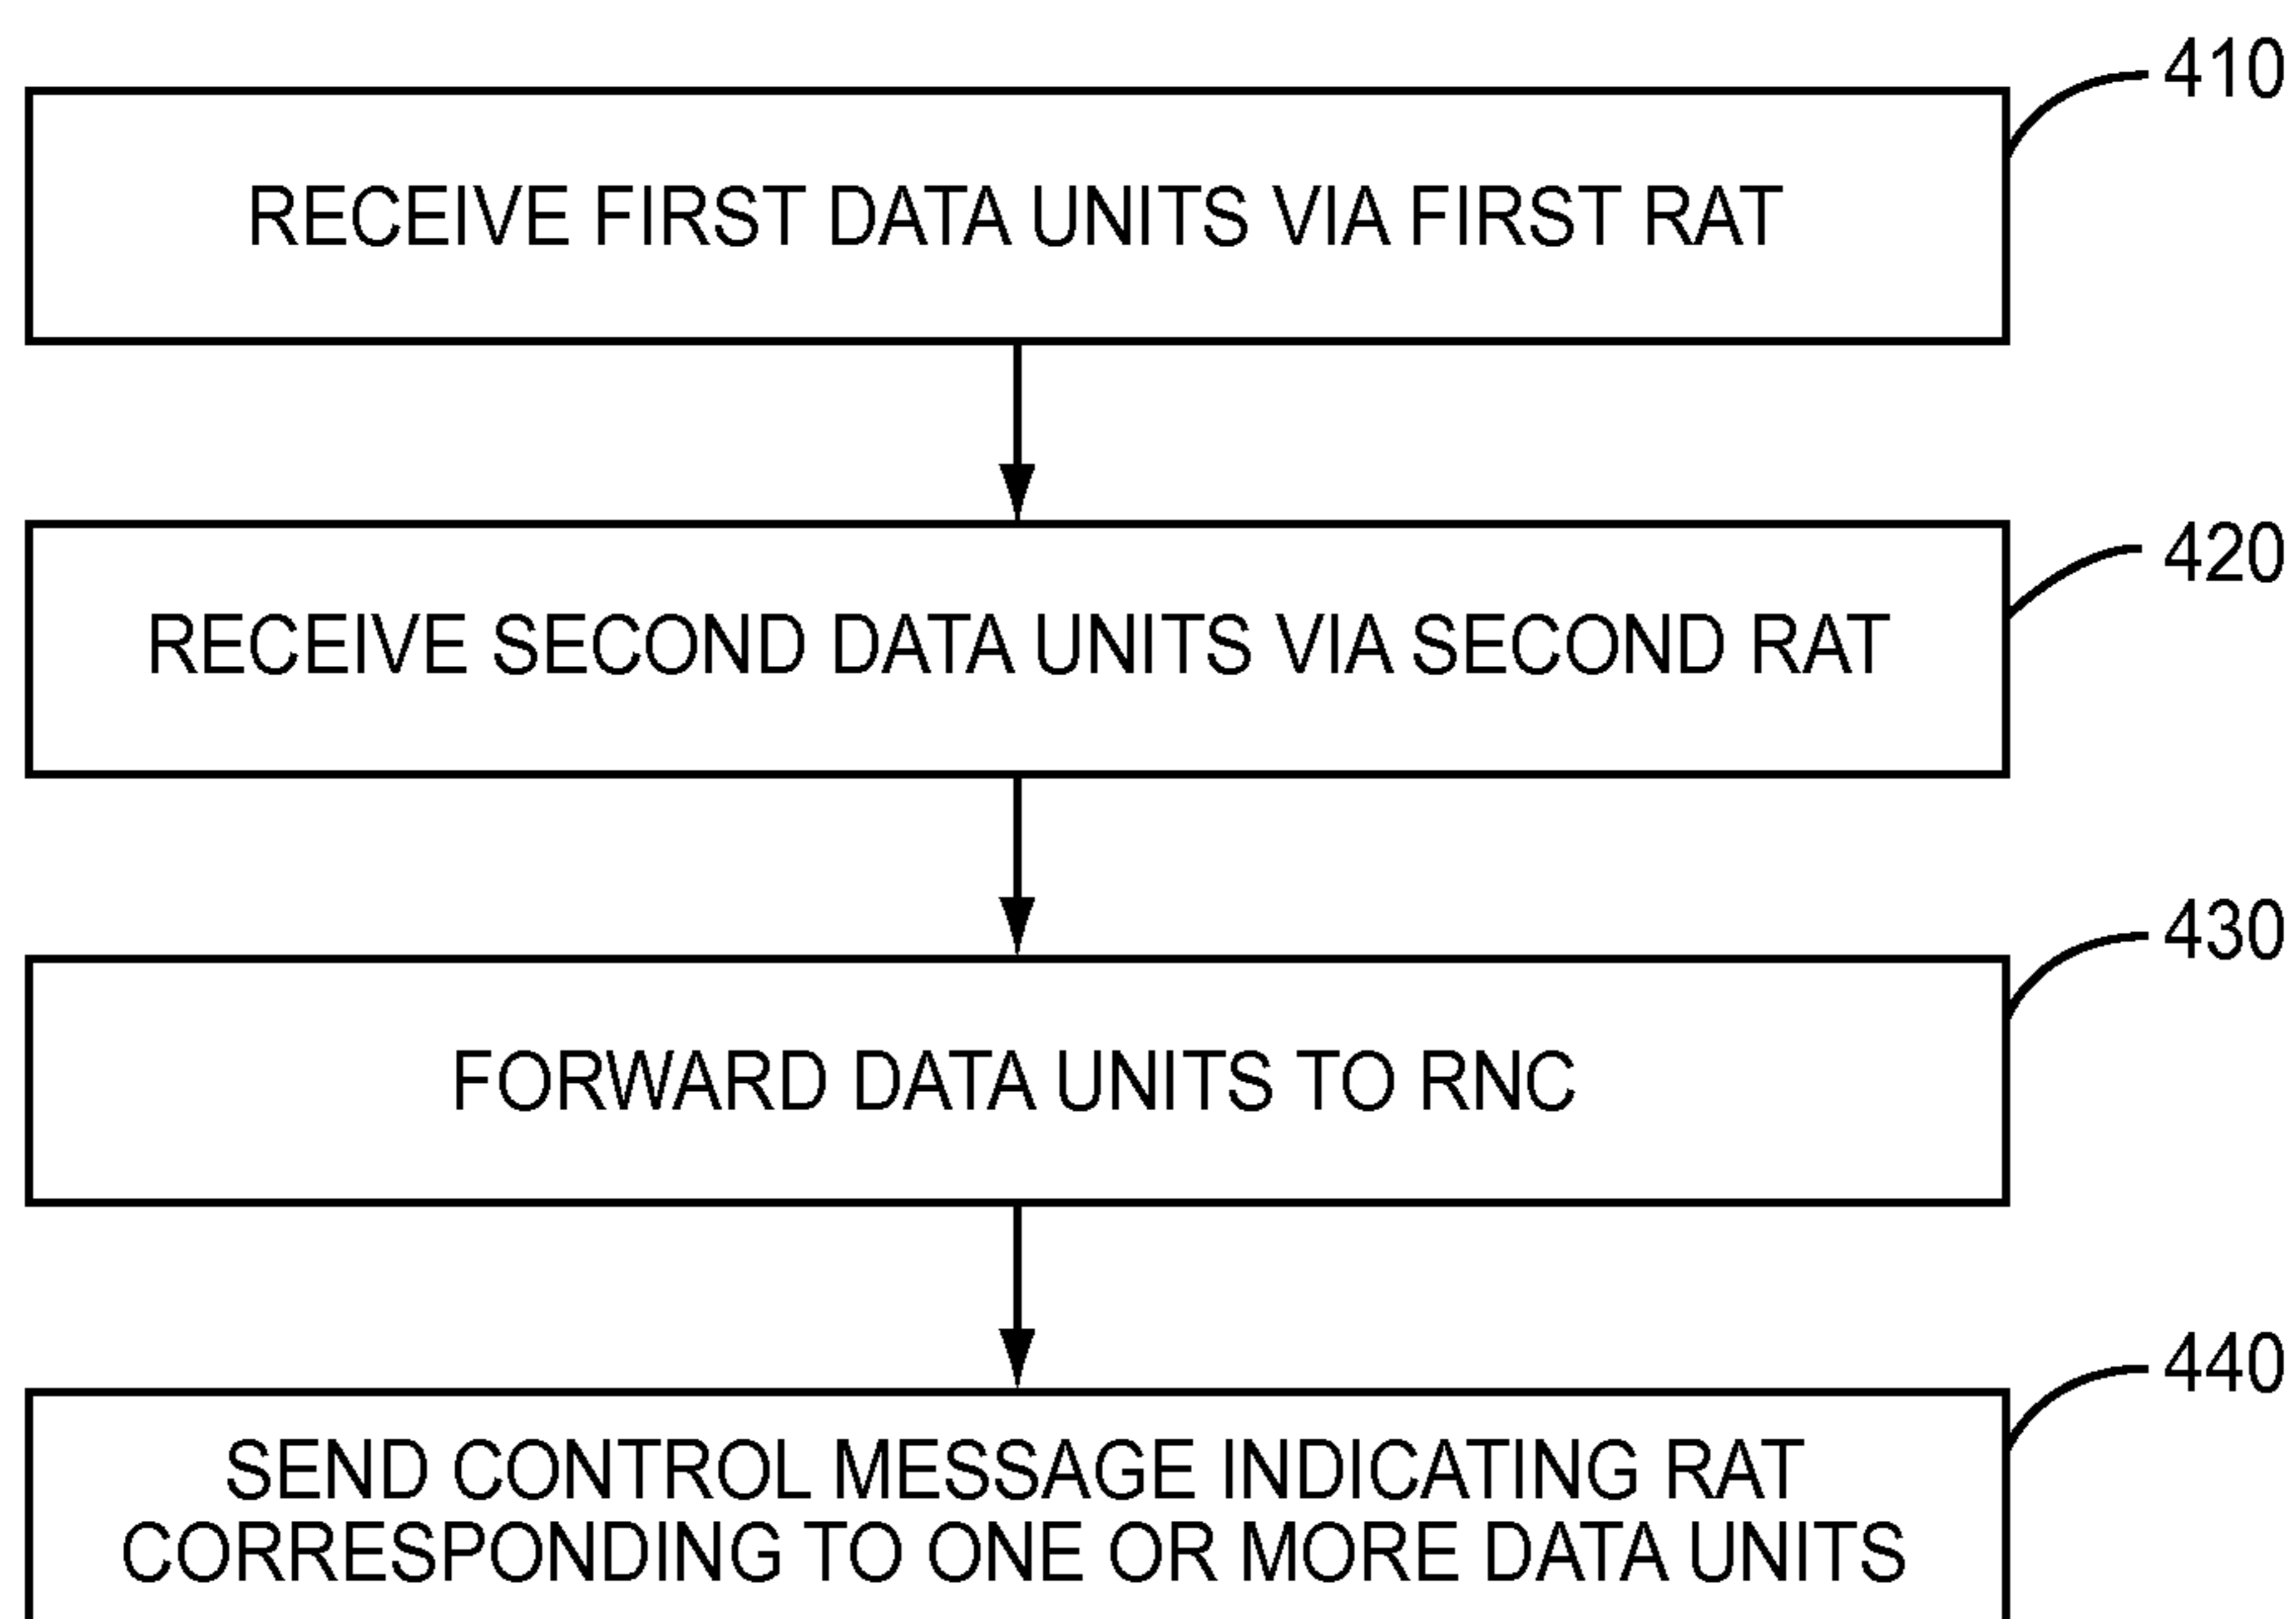 410
RECEIVE FIRST DATA UNITS VIA FIRST RAT
420
RECEIVE SECOND DATA UNITS VIA SECOND RAT
430
FORWARD DATA UNITS TO RNC
440
SEND CONTROL MESSAGE INDICATING RAT
CORRESPONDING TO ONE OR MORE DATA UNITS